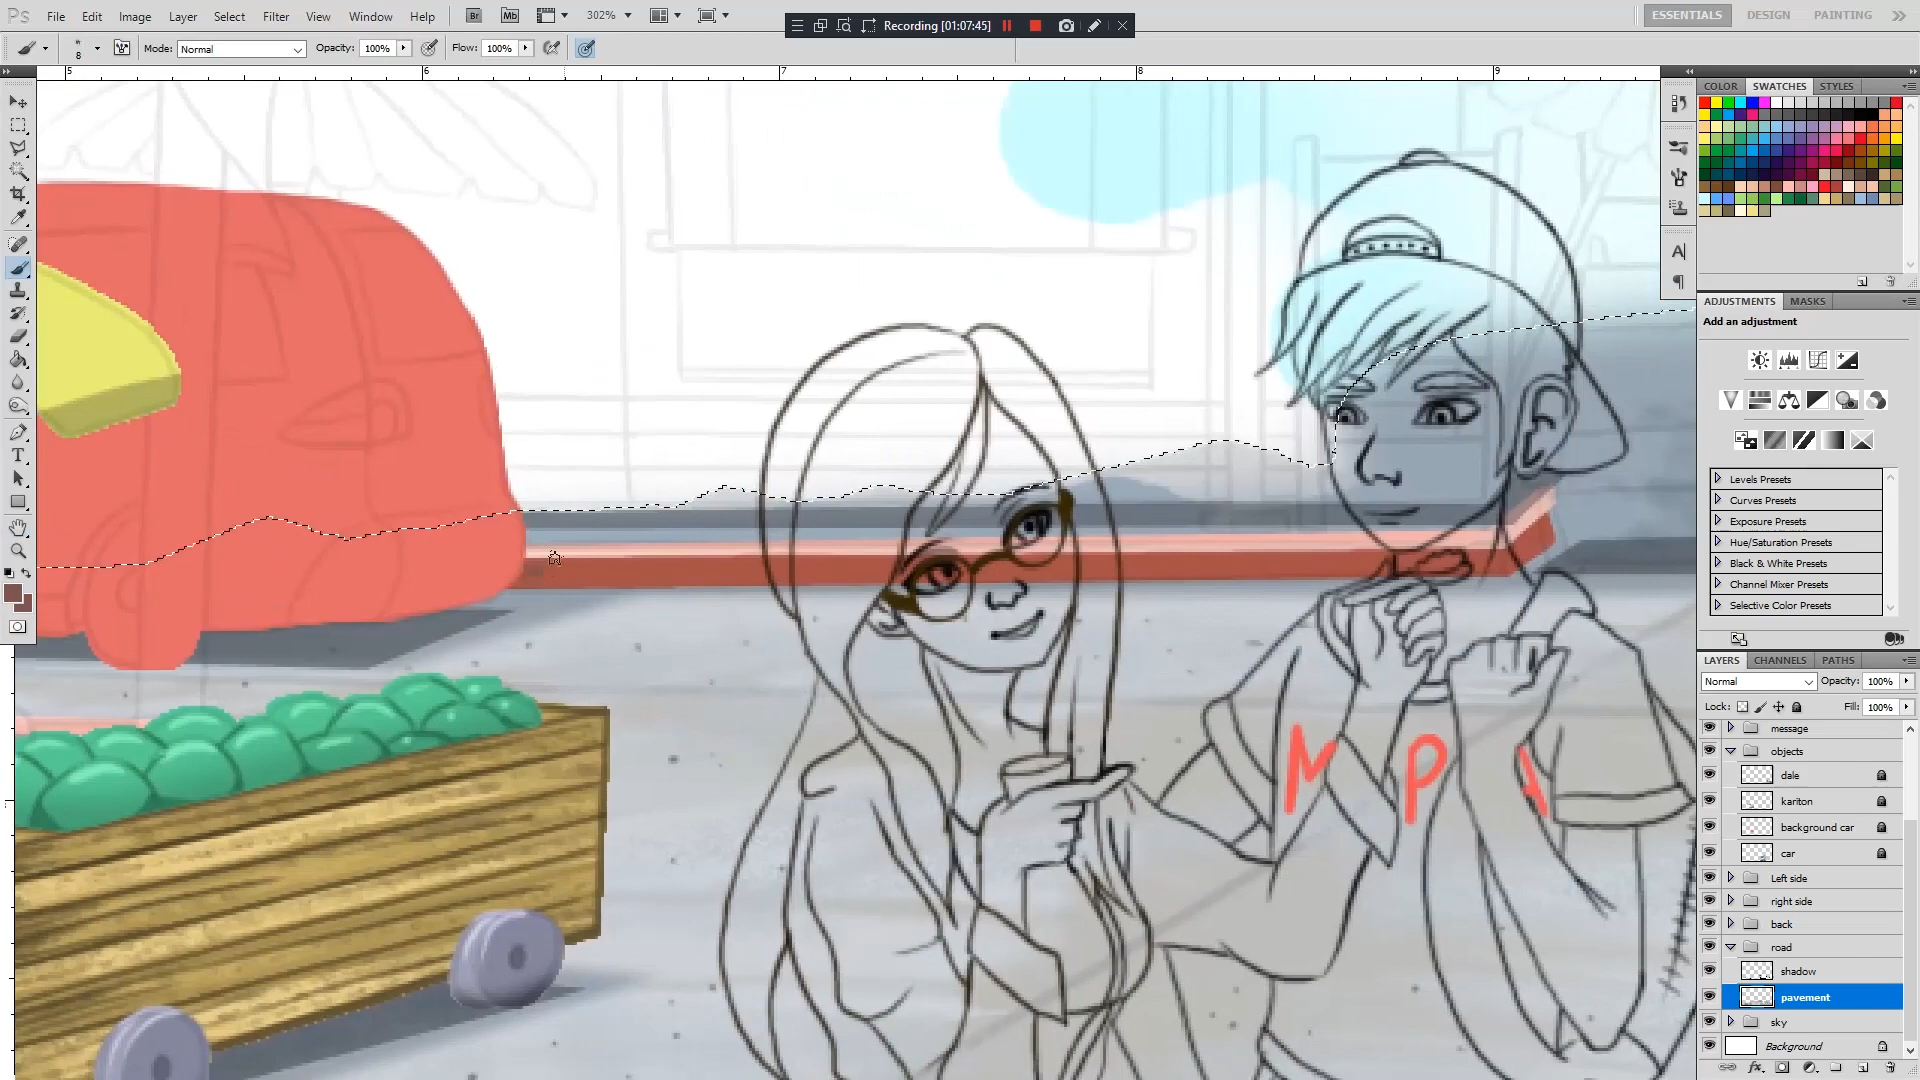 Ps File Edit Image Layer Select Filter View Window Help Br Mb 302% Recording [01:07:45] ESSENTIALS DESIGN PAINTING
8 Mode: Normal Opacity: 100% Flow: 100%
5 6 7 8 9
COLOR SWATCHES STYLES
ADJUSTMENTS MASKS
Add an adjustment
Levels Presets
Curves Presets
Exposure Presets
Hue/Saturation Presets
Black & White Presets
Channel Mixer Presets
Selective Color Presets
LAYERS CHANNELS PATHS
Normal Opacity: 100%
Lock: Fill: 100%
message
objects
dale
kariton
background car
car
Left side
right side
back
road
shadow
pavement
sky
Background
M P